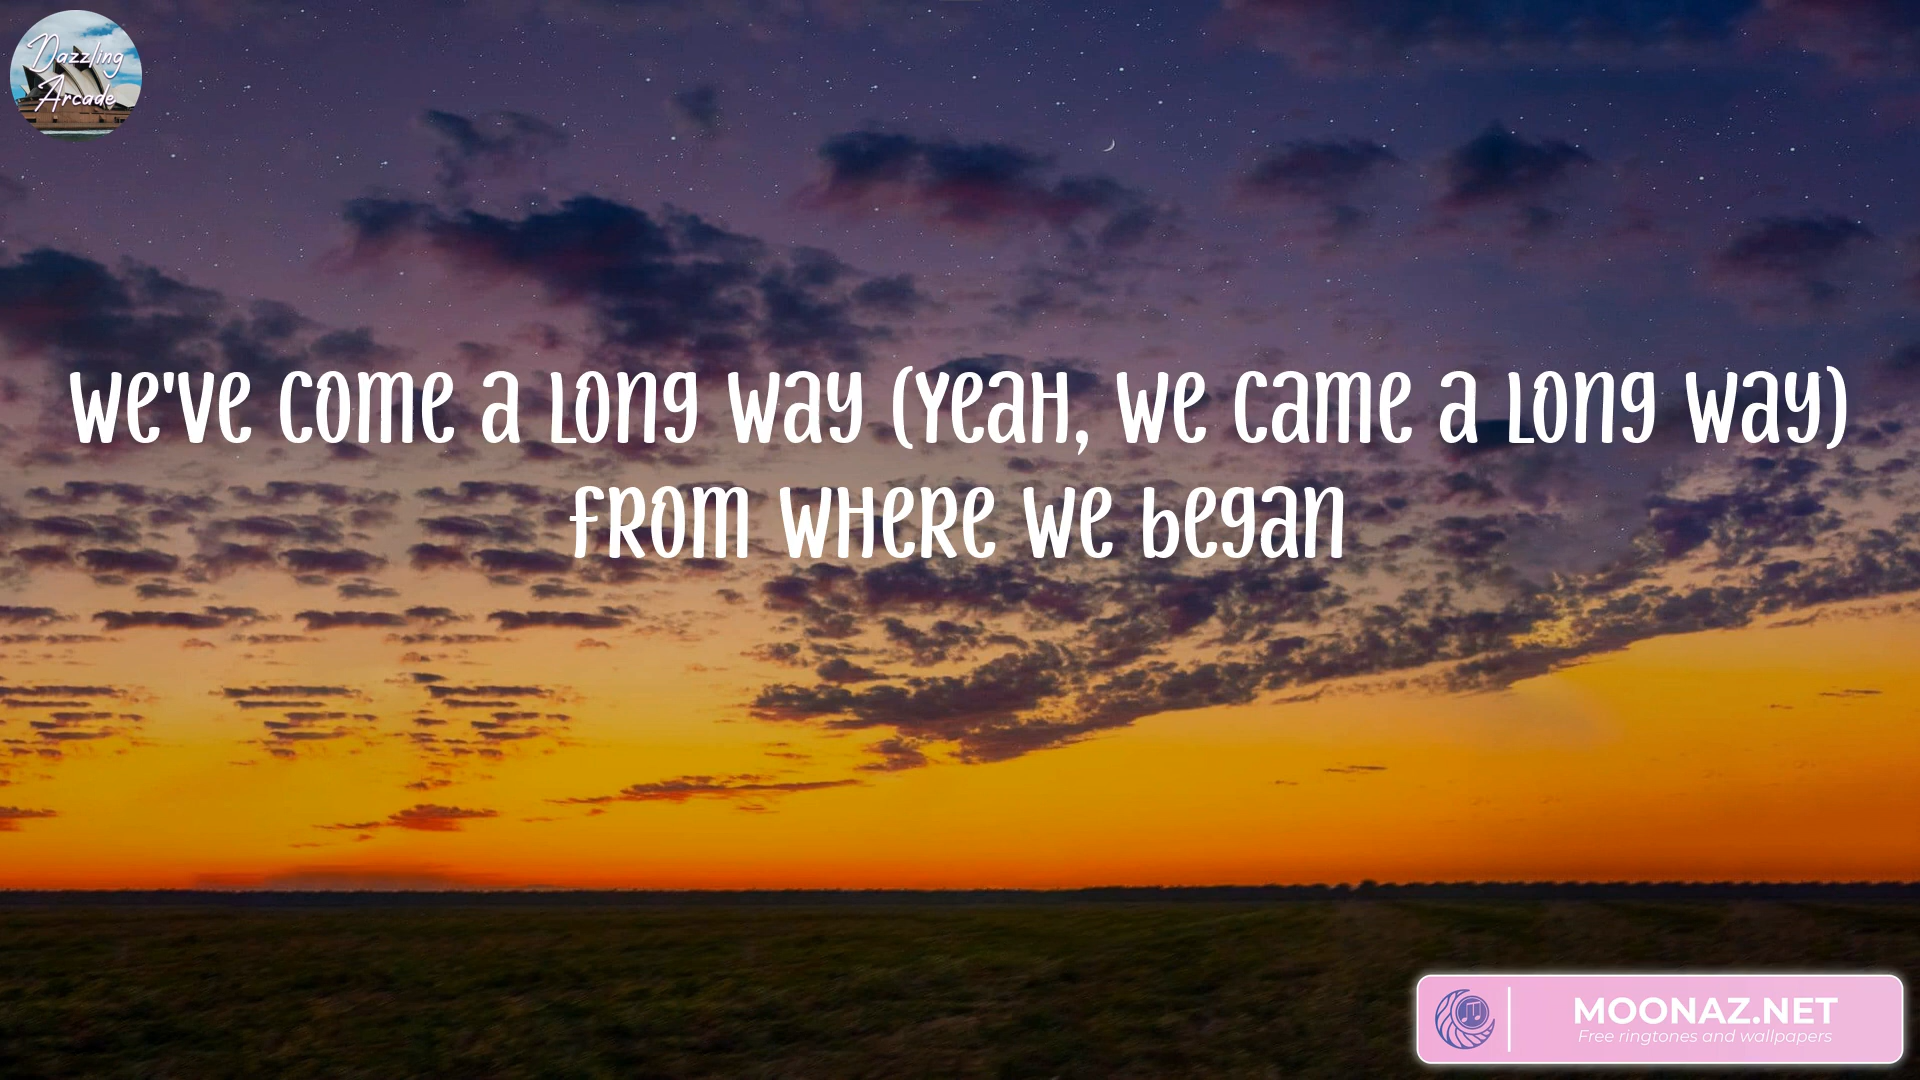 Dazzling
Arcade
we've come a long way (yeah, we came a long way)
from where we began
MOONAZ.NET
Free ringtones and wallpapers